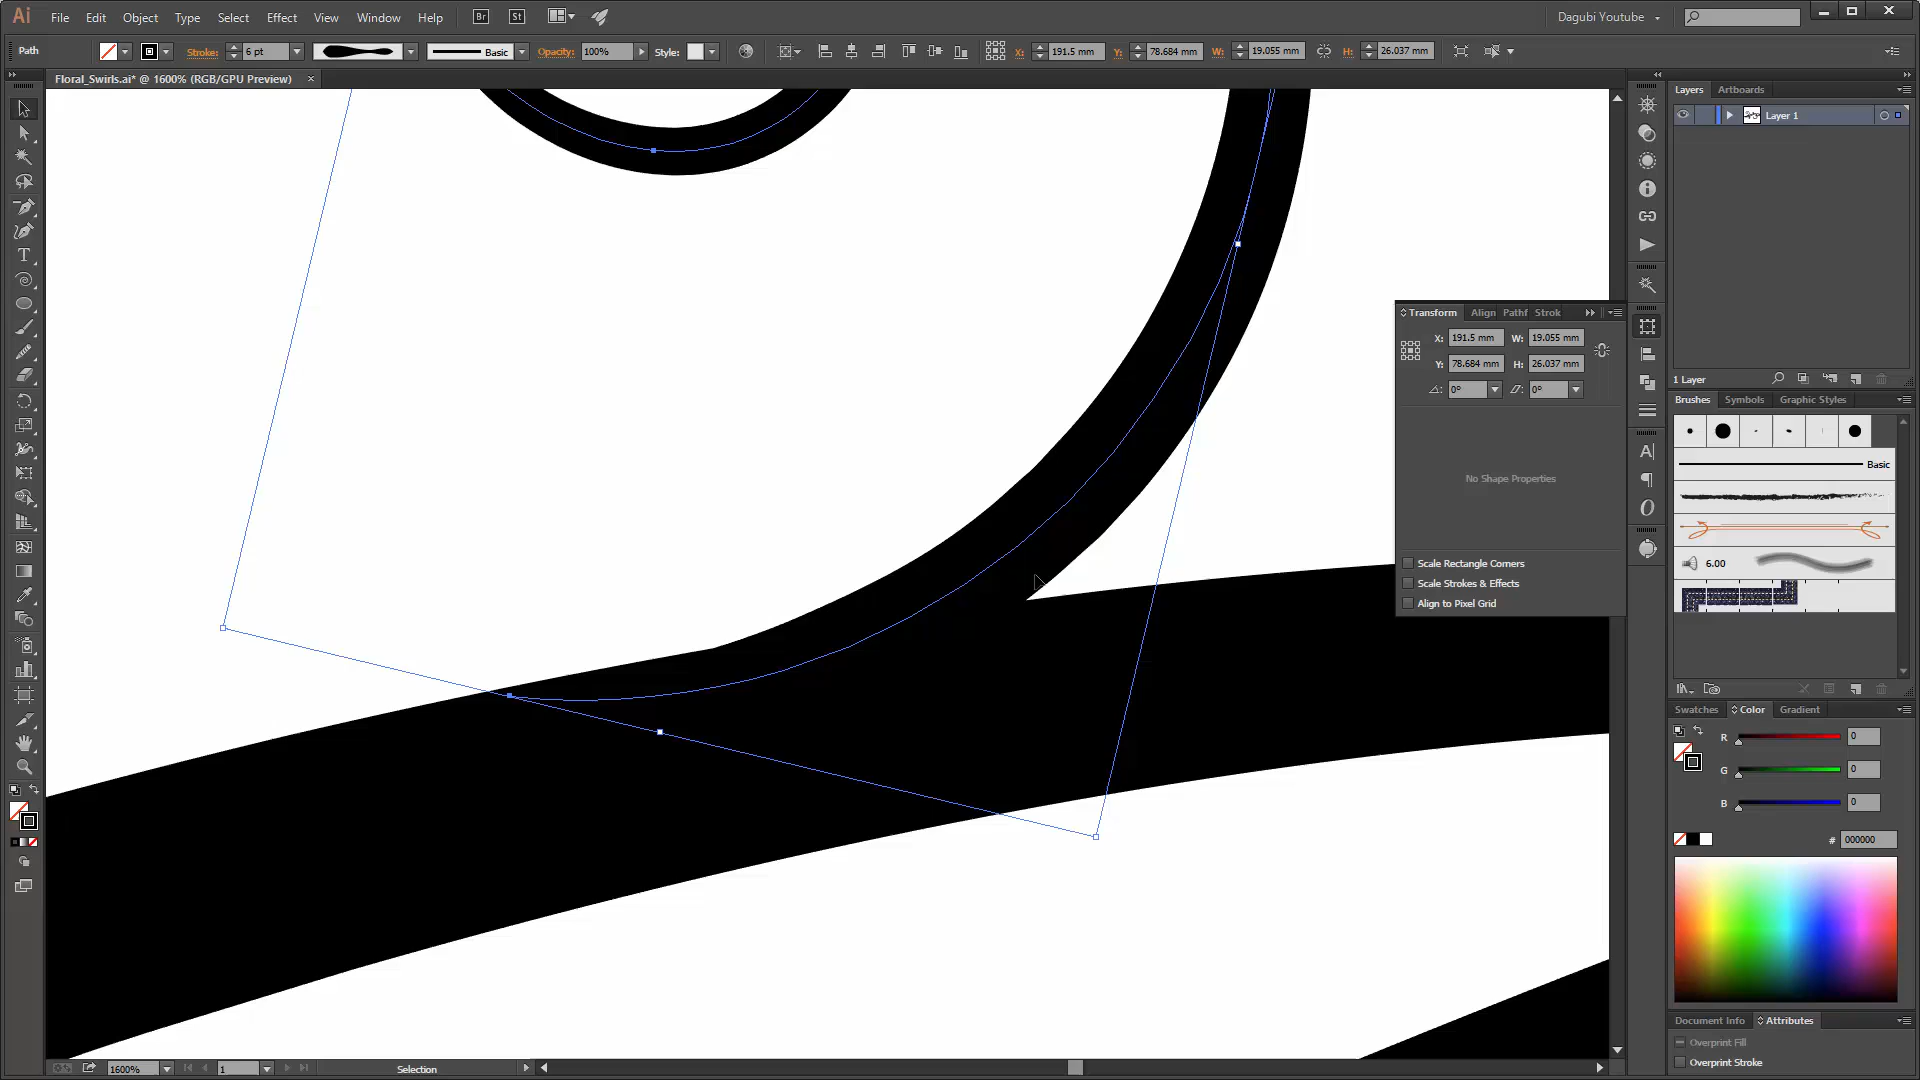 Ai File Edit Object Type Select Effect View Window Help Br St Dagubi Youtube
Path Stroke: 6 pt Basic Opacity: 100% Style: X: 191.5 mm Y: 78.684 mm W: 19.055 mm H: 26.037 mm
Floral_Swirls.ai* @ 1600% (RGB/GPU Preview) ×
Layers Artboards
Layer 1
Transform Align Pathf Strok
X: 191.5 mm W: 19.055 mm
Y: 78.684 mm H: 26.037 mm
0° 0°
No Shape Properties
Scale Rectangle Corners
Scale Strokes & Effects
Align to Pixel Grid
1 Layer
Brushes Symbols Graphic Styles
Basic
6.00
Swatches Color Gradient
R 0
G 0
B 0
# 000000
Document Info Attributes
Overprint Fill
Overprint Stroke
1600% 1 Selection